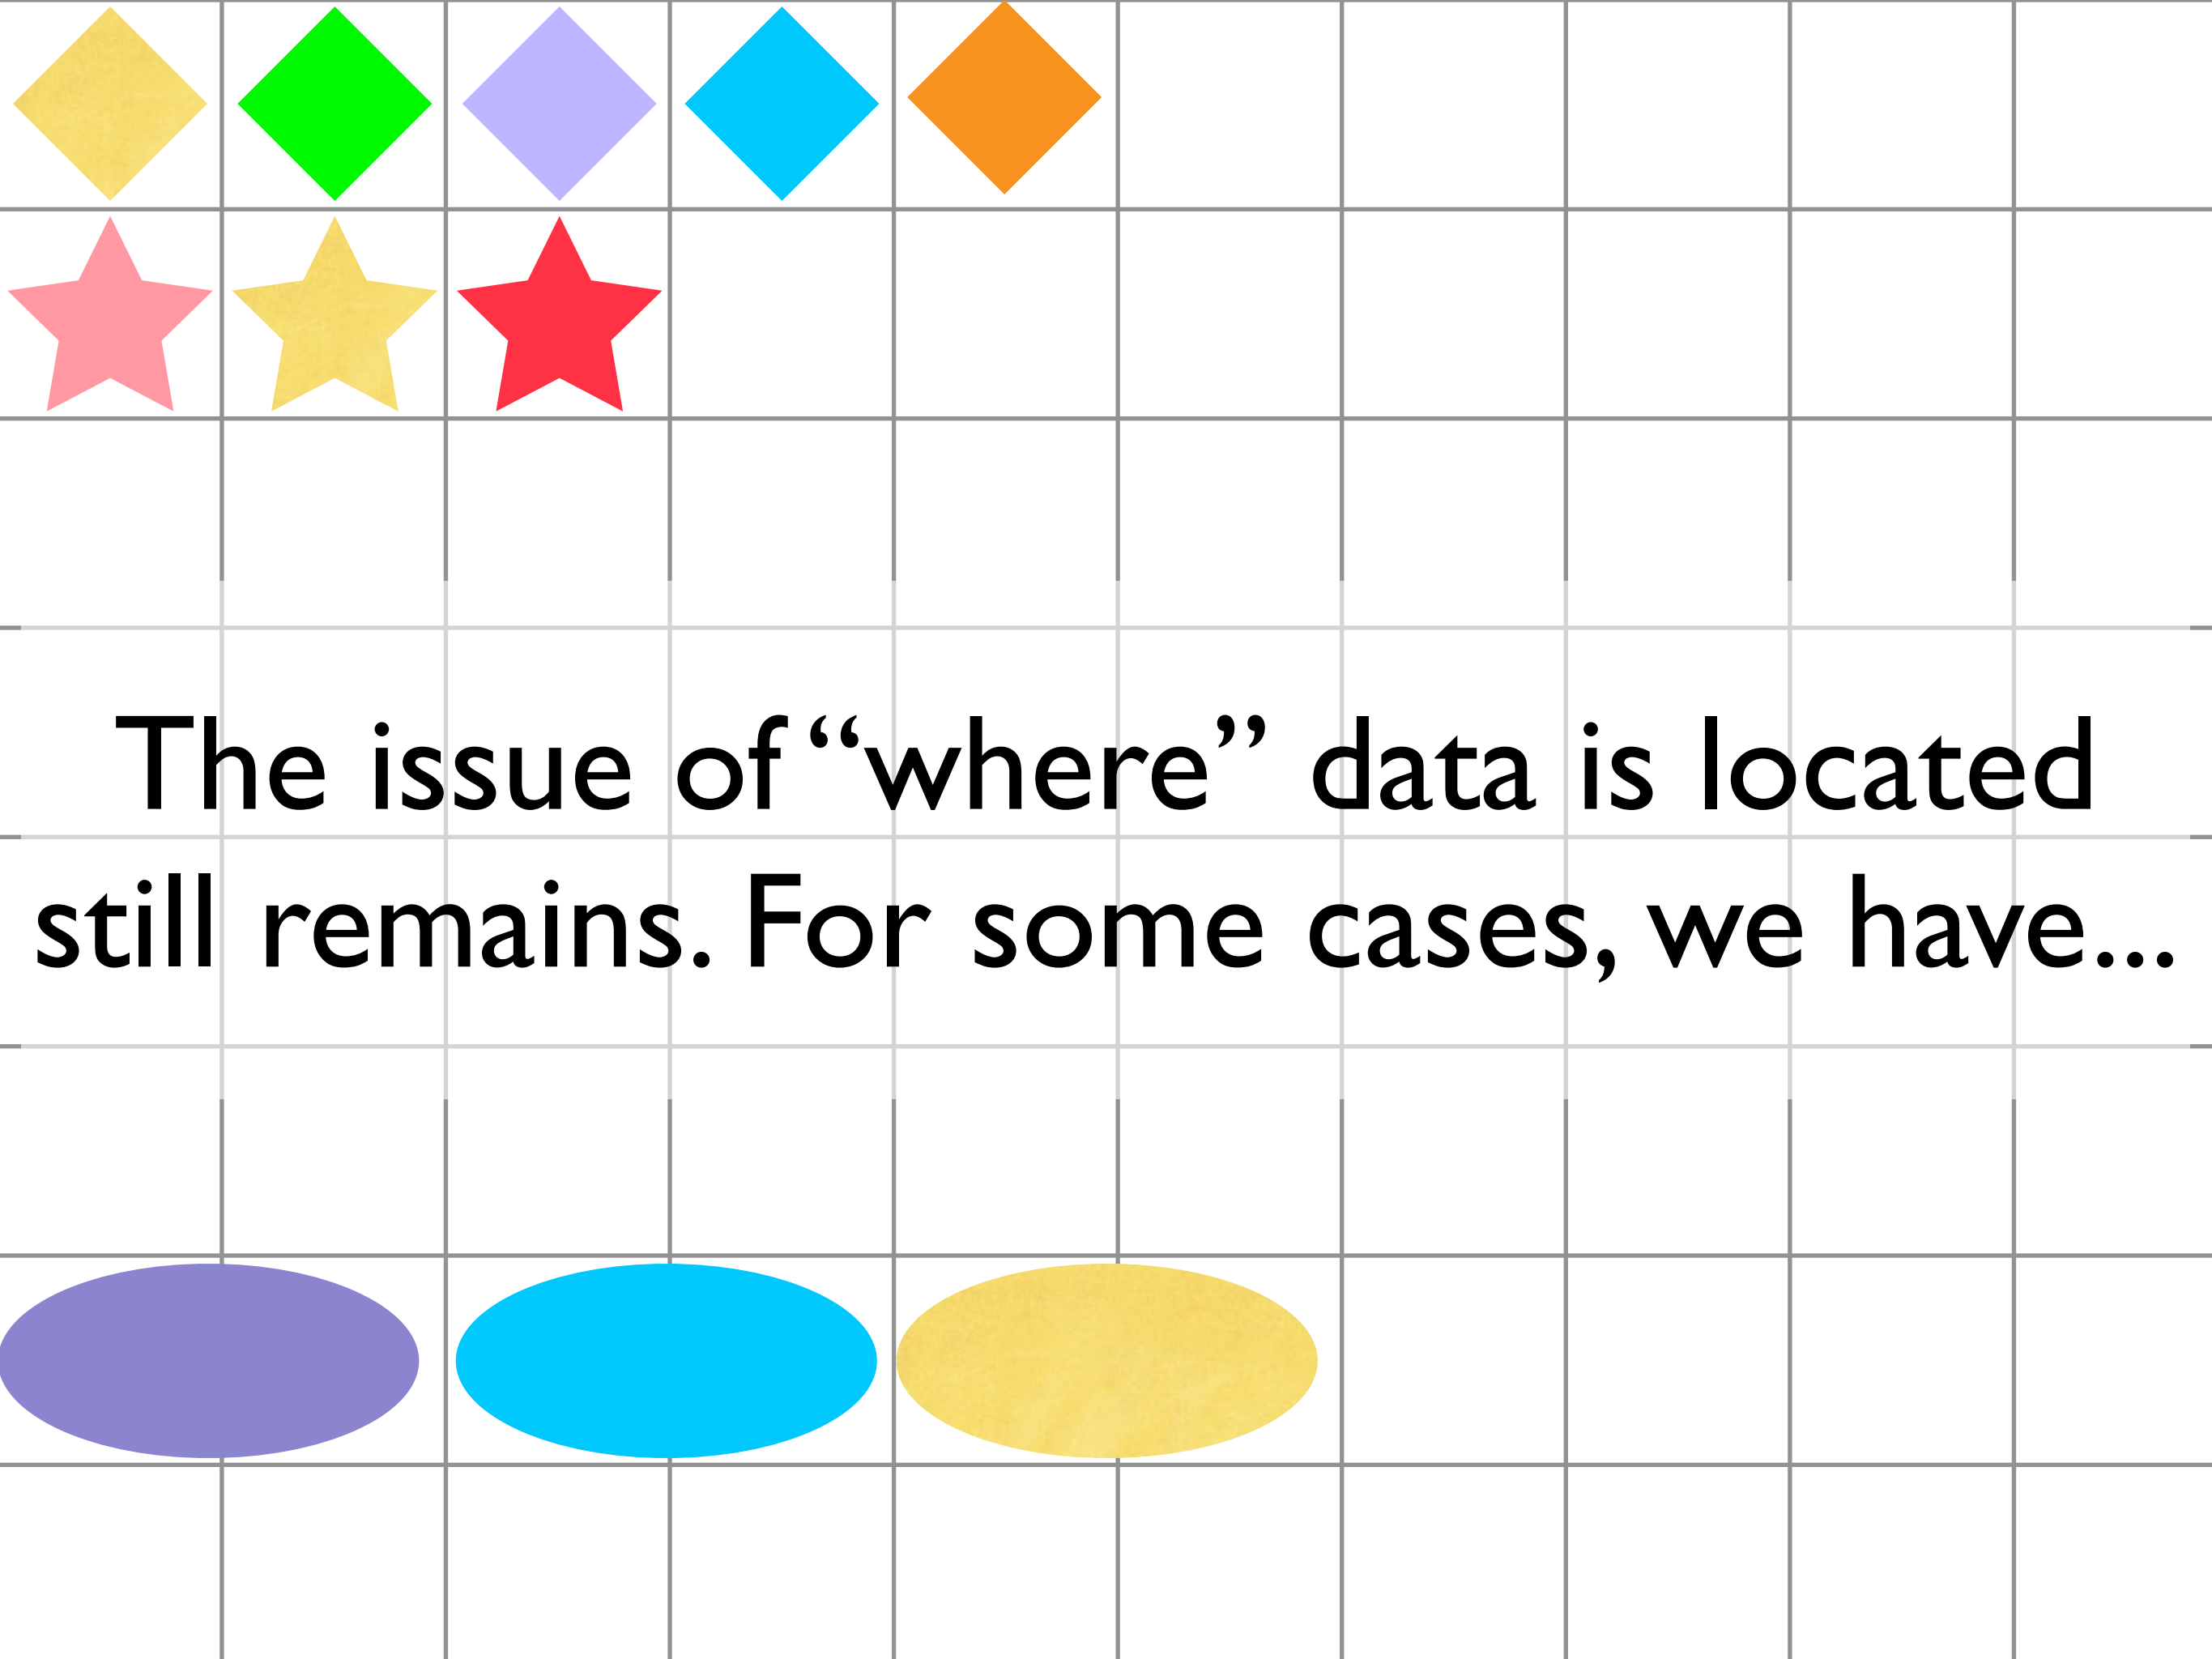 The issue of “where” data is located
still remains. For some cases, we have...